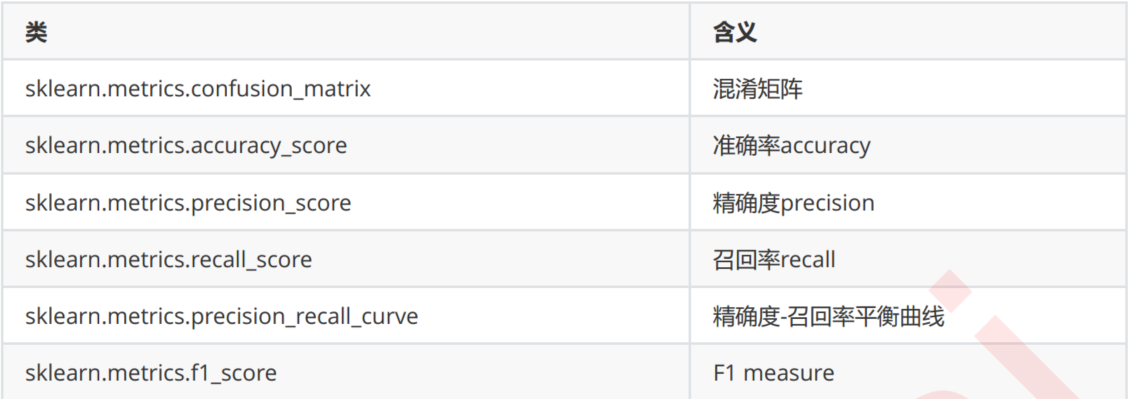 类 含义
sklearn.metrics.confusion_matrix 混淆矩阵
sklearn.metrics.accuracy_score 准确率accuracy
sklearn.metrics.precision_score 精确度precision
sklearn.metrics.recall_score 召回率recall
sklearn.metrics.precision_recall_curve 精确度-召回率平衡曲线
sklearn.metrics.f1_score F1 measure